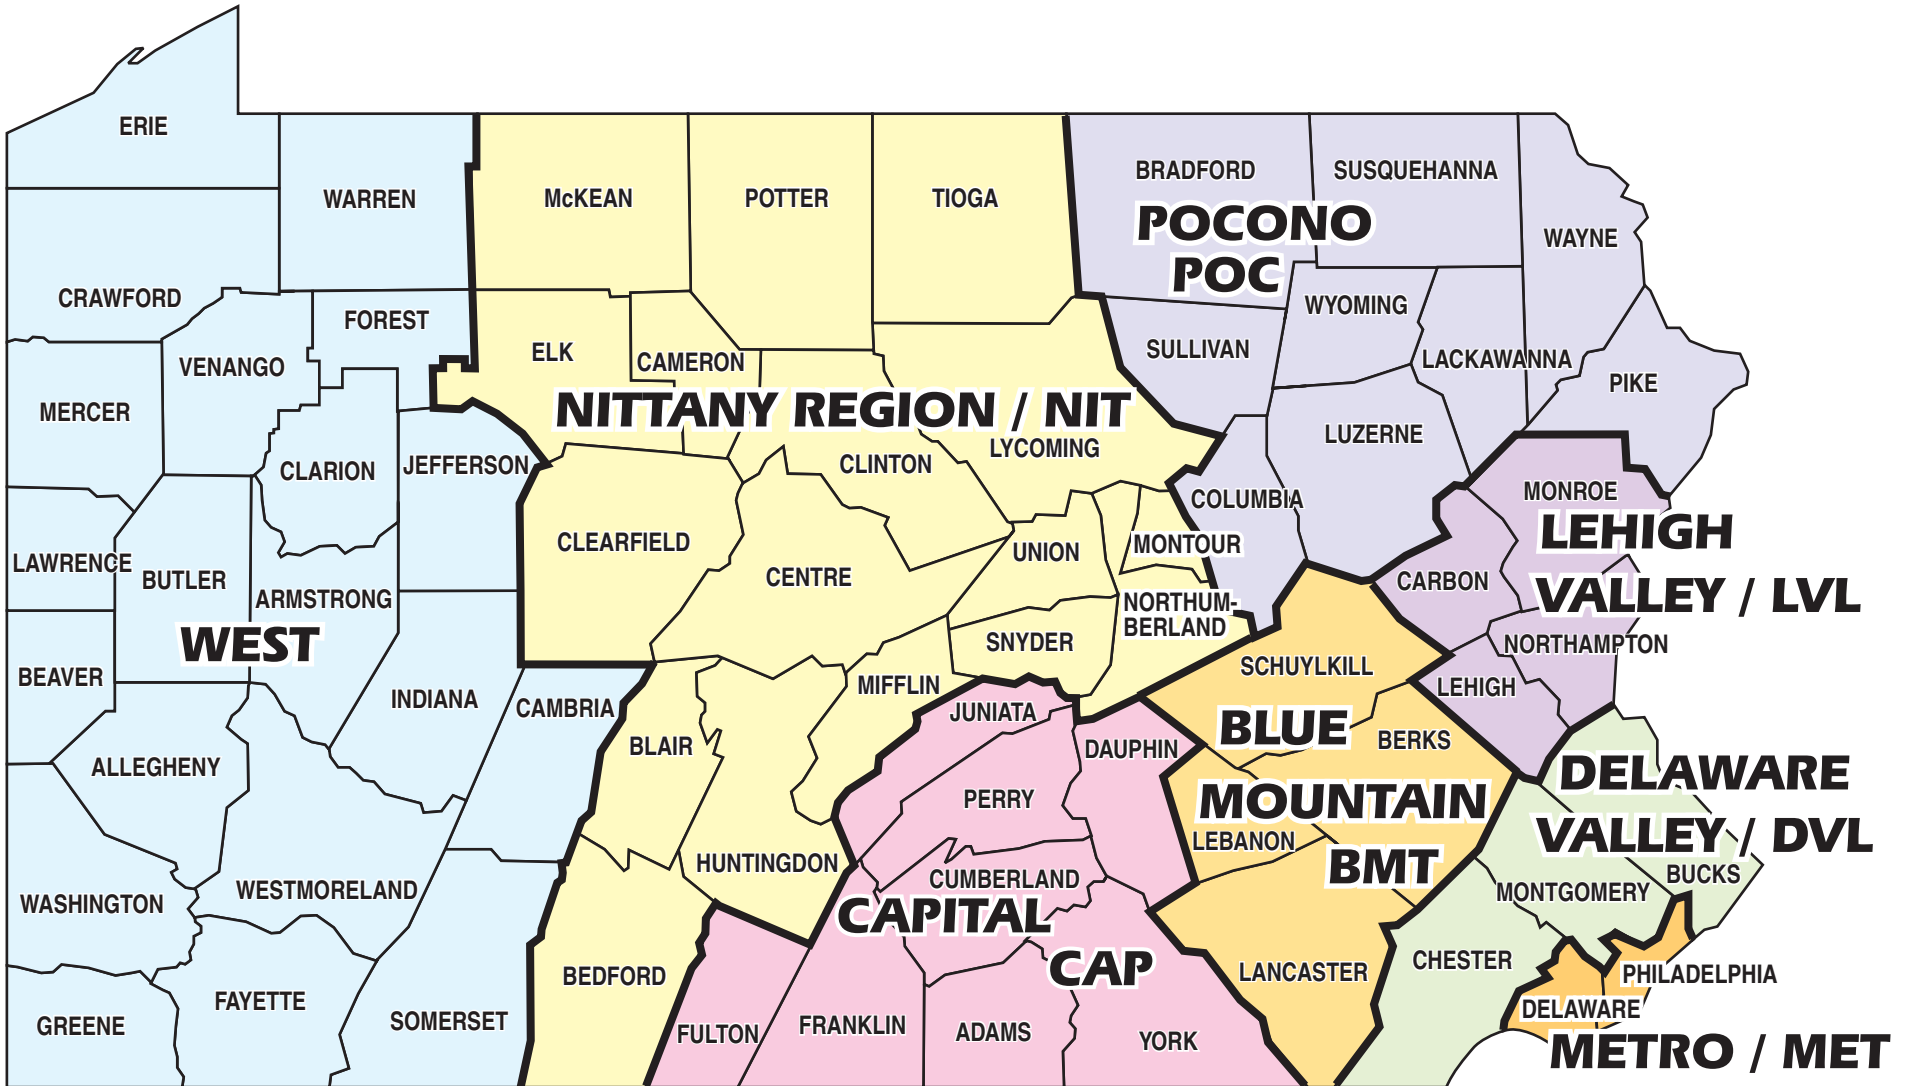 ERIE
WARREN
McKEAN
POTTER
TIOGA
BRADFORD
SUSQUEHANNA
WAYNE
POCONO
POC
CRAWFORD
FOREST
VENANGO
ELK
CAMERON
SULLIVAN
WYOMING
LACKAWANNA
PIKE
MERCER
NITTANY REGION / NIT
CLARION
JEFFERSON
CLINTON
LYCOMING
LUZERNE
COLUMBIA
MONROE
LEHIGH
VALLEY / LVL
LAWRENCE
BUTLER
ARMSTRONG
CLEARFIELD
CENTRE
UNION
MONTOUR
CARBON
NORTHUM-
BERLAND
WEST
BEAVER
INDIANA
CAMBRIA
SNYDER
MIFFLIN
SCHUYLKILL
NORTHAMPTON
LEHIGH
JUNIATA
DAUPHIN
BLAIR
BLUE
BERKS
MOUNTAIN
LEBANON
BMT
DELAWARE
VALLEY / DVL
ALLEGHENY
PERRY
HUNTINGDON
CUMBERLAND
CAPITAL
CAP
WASHINGTON
WESTMORELAND
MONTGOMERY
BUCKS
BEDFORD
LANCASTER
CHESTER
PHILADELPHIA
DELAWARE
METRO / MET
GREENE
FAYETTE
SOMERSET
FULTON
FRANKLIN
ADAMS
YORK